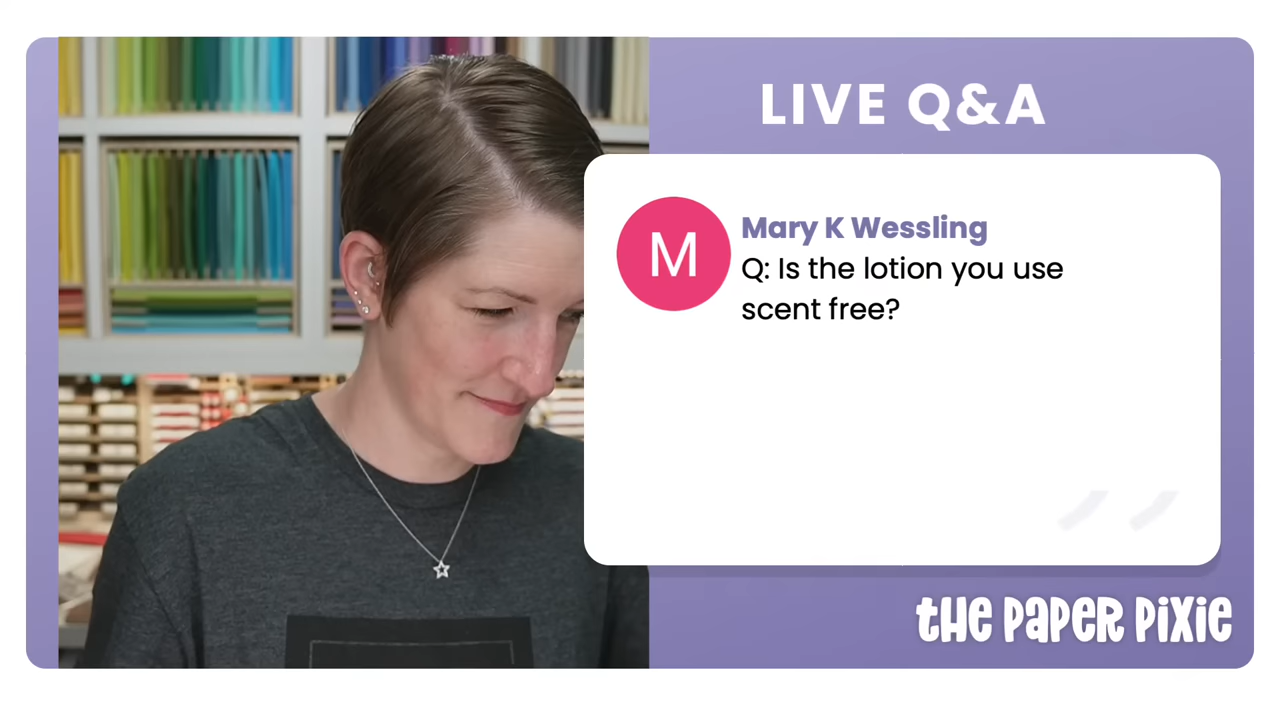 LIVE Q&A
M
Mary K Wessling
Q: Is the lotion you use
scent free?
the PAPER PiXiE